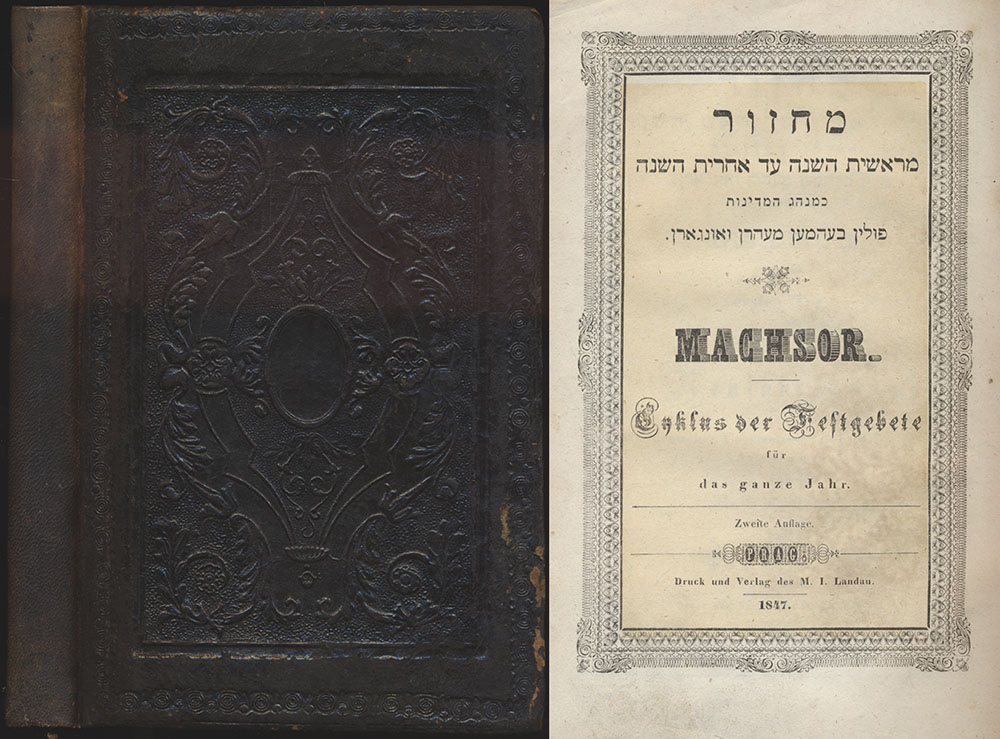 מחזור
מראשית השנה עד אחרית השנה
כמנהג המדינות
פולין בעהמען מעהרן ואונגארן.
MACHSOR.
Cyklus der Festgebete
für
das ganze Jahr.
Zweite Auflage.
PRAG.
Druck und Verlag des M. I. Landau.
1847.